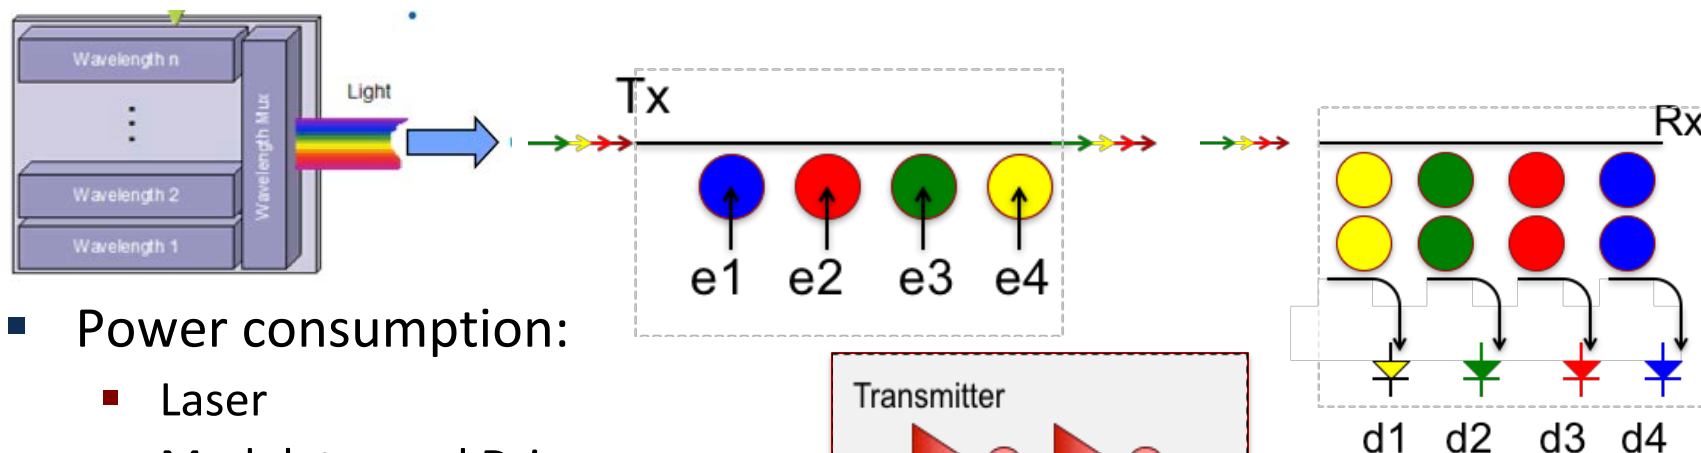 Wavelength n
Wavelength 2
Wavelength 1
Wavelength Mux
Light
Tx
e1 e2 e3 e4
Rx
d1 d2 d3 d4
Power consumption:
Laser
Transmitter